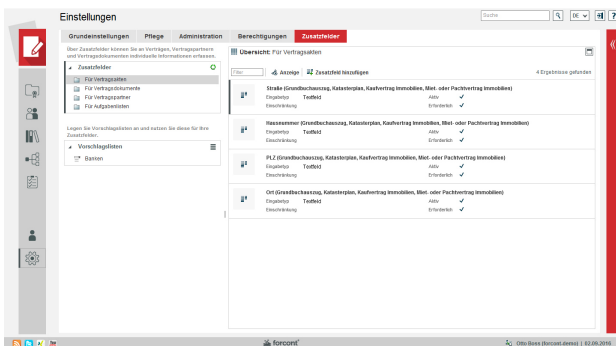 Einstellungen
Suche
DE
Grundeinstellungen Pflege Administration Berechtigungen Zusatzfelder
Über Zusatzfelder können Sie an Verträgen, Vertragspartnern
und Vertragsdokumenten individuelle Informationen erfassen.
Zusatzfelder
Für Vertragsakten
Für Vertragsdokumente
Für Vertragspartner
Für Aufgabenlisten
Legen Sie Vorschlagslisten an und nutzen Sie diese für Ihre
Zusatzfelder.
Vorschlagslisten
Banken
Übersicht: Für Vertragsakten
Filter Anzeige Zusatzfeld hinzufügen 4 Ergebnisse gefunden
Straße (Grundbuchauszug, Katasterplan, Kaufvertrag Immobilien, Miet- oder Pachtvertrag Immobilien)
Eingabetyp Textfeld Aktiv
Einschränkung Erforderlich
Hausnummer (Grundbuchauszug, Katasterplan, Kaufvertrag Immobilien, Miet- oder Pachtvertrag Immobilien)
Eingabetyp Textfeld Aktiv
Einschränkung Erforderlich
PLZ (Grundbuchauszug, Katasterplan, Kaufvertrag Immobilien, Miet- oder Pachtvertrag Immobilien)
Eingabetyp Textfeld Aktiv
Einschränkung Erforderlich
Ort (Grundbuchauszug, Katasterplan, Kaufvertrag Immobilien, Miet- oder Pachtvertrag Immobilien)
Eingabetyp Textfeld Aktiv
Einschränkung Erforderlich
forcont
Otto Boss (forcont.demo) | 02.09.2016